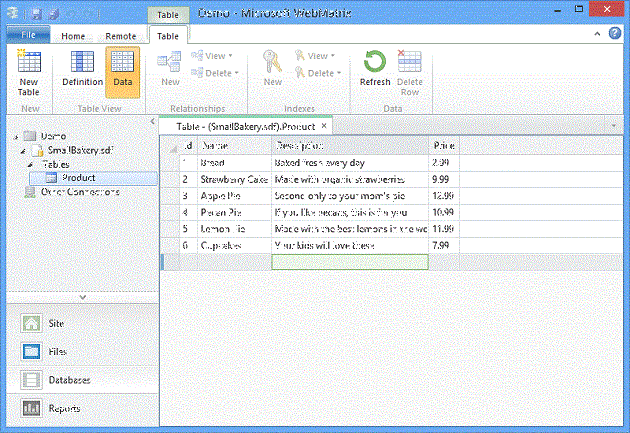 Table
Demo - Microsoft WebMatrix
File Home Remote Table
New Table
Definition
Data
New
View
Delete
New
View
Delete
Refresh
Delete Row
New
Table View
Relationships
Indexes
Data
Demo
SmallBakery.sdf
Tables
Product
Other Connections
Table - (SmallBakery.sdf).Product ×
Id Name Description Price
1 Bread Baked fresh every day 2.99
2 Strawberry Cake Made with organic strawberries 9.99
3 Apple Pie Second only to your mom's pie 12.99
4 Pecan Pie If you like pecans, this is for you 10.99
5 Lemon Pie Made with the best lemons in the wo 11.99
6 Cupcakes Your kids will love these 7.99
Site
Files
Databases
Reports